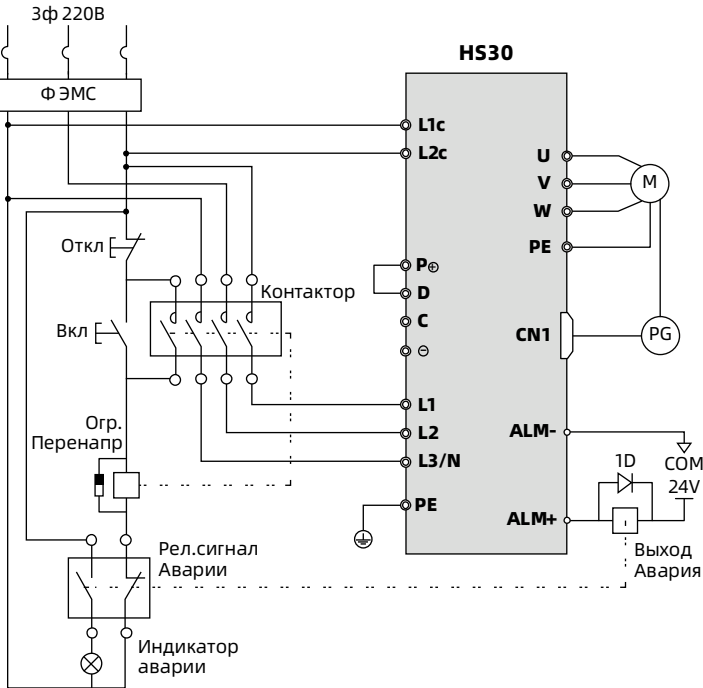 3ф 220В
HS30
Ф ЭМС
L1c
L2c
U
V
M
W
PE
Откл
P⊕
D
Контактор
C
Вкл
CN1
PG
⊖
L1
Огр.
Перенапр
L2
ALM-
L3/N
1D
COM
24V
PE
ALM+
Рел.сигнал
Аварии
Выход
Авария
Индикатор
аварии